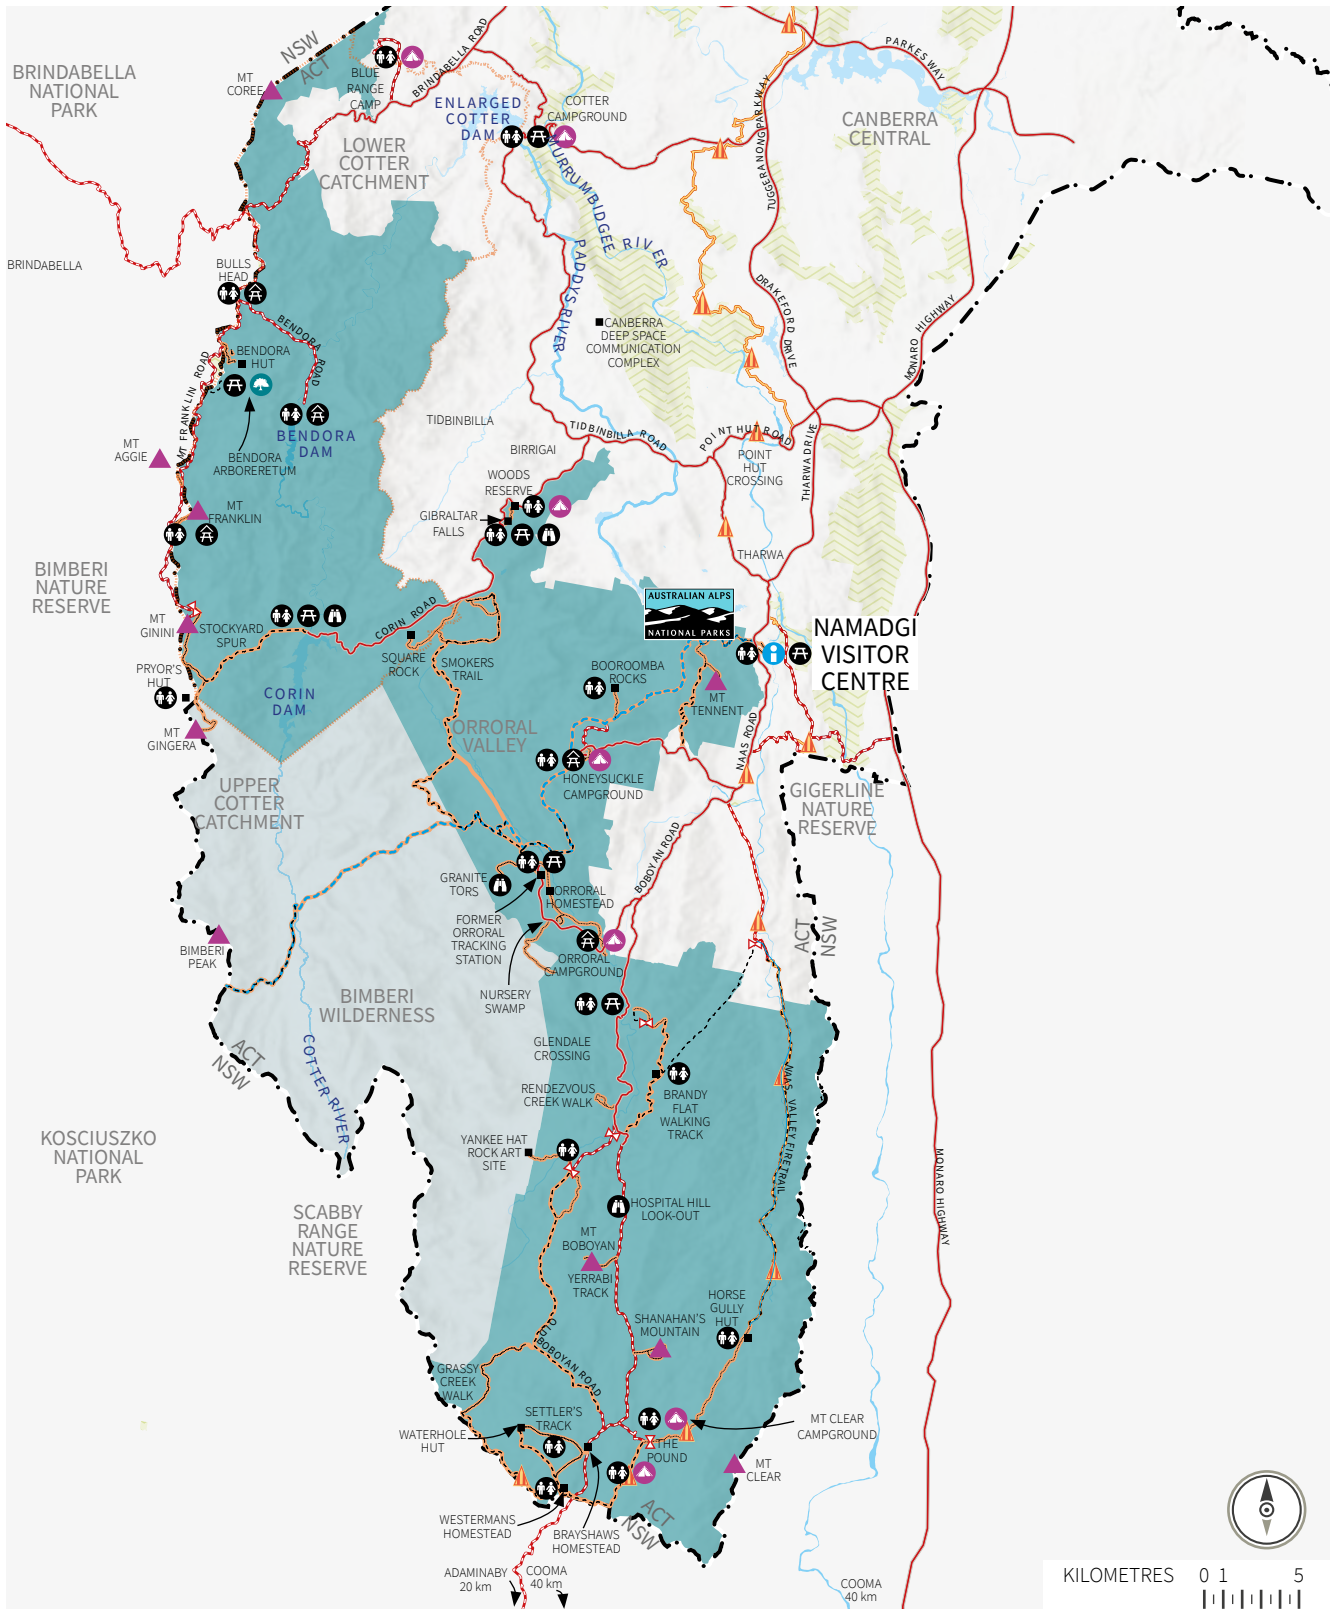 NSW
ACT
BRINDABELLA
NATIONAL
PARK
MT
COREE
BLUE
RANGE
CAMP
BRINDABELLA ROAD
ENLARGED
COTTER
DAM
COTTER
CAMPGROUND
PARKES WAY
CANBERRA
CENTRAL
TUGGERANONG PARKWAY
LOWER
COTTER
CATCHMENT
MURRUMBIDGEE RIVER
PADDYS RIVER
BRINDABELLA
BULLS
HEAD
BENDORA ROAD
BENDORA
HUT
MT FRANKLIN ROAD
CANBERRA
DEEP SPACE
COMMUNICATION
COMPLEX
DRAKEFORD DRIVE
MONARO HIGHWAY
BENDORA
DAM
BENDORA
ARBORERETUM
MT
AGGIE
TIDBINBILLA
TIDBINBILLA ROAD
POINT HUT ROAD
POINT
HUT
CROSSING
THARWA DRIVE
BIRRIGAI
WOODS
RESERVE
GIBRALTAR
FALLS
MT
FRANKLIN
THARWA
BIMBERI
NATURE
RESERVE
AUSTRALIAN ALPS
NATIONAL PARKS
NAMADGI
VISITOR
CENTRE
MT
GININI
STOCKYARD
SPUR
CORIN ROAD
SQUARE
ROCK
SMOKERS
TRAIL
BOOROOMBA
ROCKS
PRYOR'S
HUT
CORIN
DAM
MT
TENNENT
MT
GINGERA
ORRORAL
VALLEY
NAAS ROAD
HONEYSUCKLE
CAMPGROUND
UPPER
COTTER
CATCHMENT
GIGERLINE
NATURE
RESERVE
BOBOYAN ROAD
GRANITE
TORS
ORRORAL
HOMESTEAD
FORMER
ORRORAL
TRACKING
STATION
ACT
NSW
BIMBERI
PEAK
ORRORAL
CAMPGROUND
NURSERY
SWAMP
BIMBERI
WILDERNESS
GLENDALE
CROSSING
COTTER RIVER
ACT
NSW
RENDEZVOUS
CREEK WALK
BRANDY
FLAT
WALKING
TRACK
NAAS VALLEY FIRETRAIL
YANKEE HAT
ROCK ART
SITE
KOSCIUSZKO
NATIONAL
PARK
MONARO HIGHWAY
HOSPITAL HILL
LOOK-OUT
SCABBY
RANGE
NATURE
RESERVE
MT
BOBOYAN
YERRABI
TRACK
HORSE
GULLY
HUT
SHANAHAN'S
MOUNTAIN
OLD BOBOYAN ROAD
GRASSY
CREEK
WALK
SETTLER'S
TRACK
WATERHOLE
HUT
MT CLEAR
CAMPGROUND
THE
POUND
MT
CLEAR
WESTERMANS
HOMESTEAD
BRAYSHAWS
HOMESTEAD
ACT
NSW
ADAMINABY
20 km
COOMA
40 km
COOMA
40 km
KILOMETRES 0 1 5